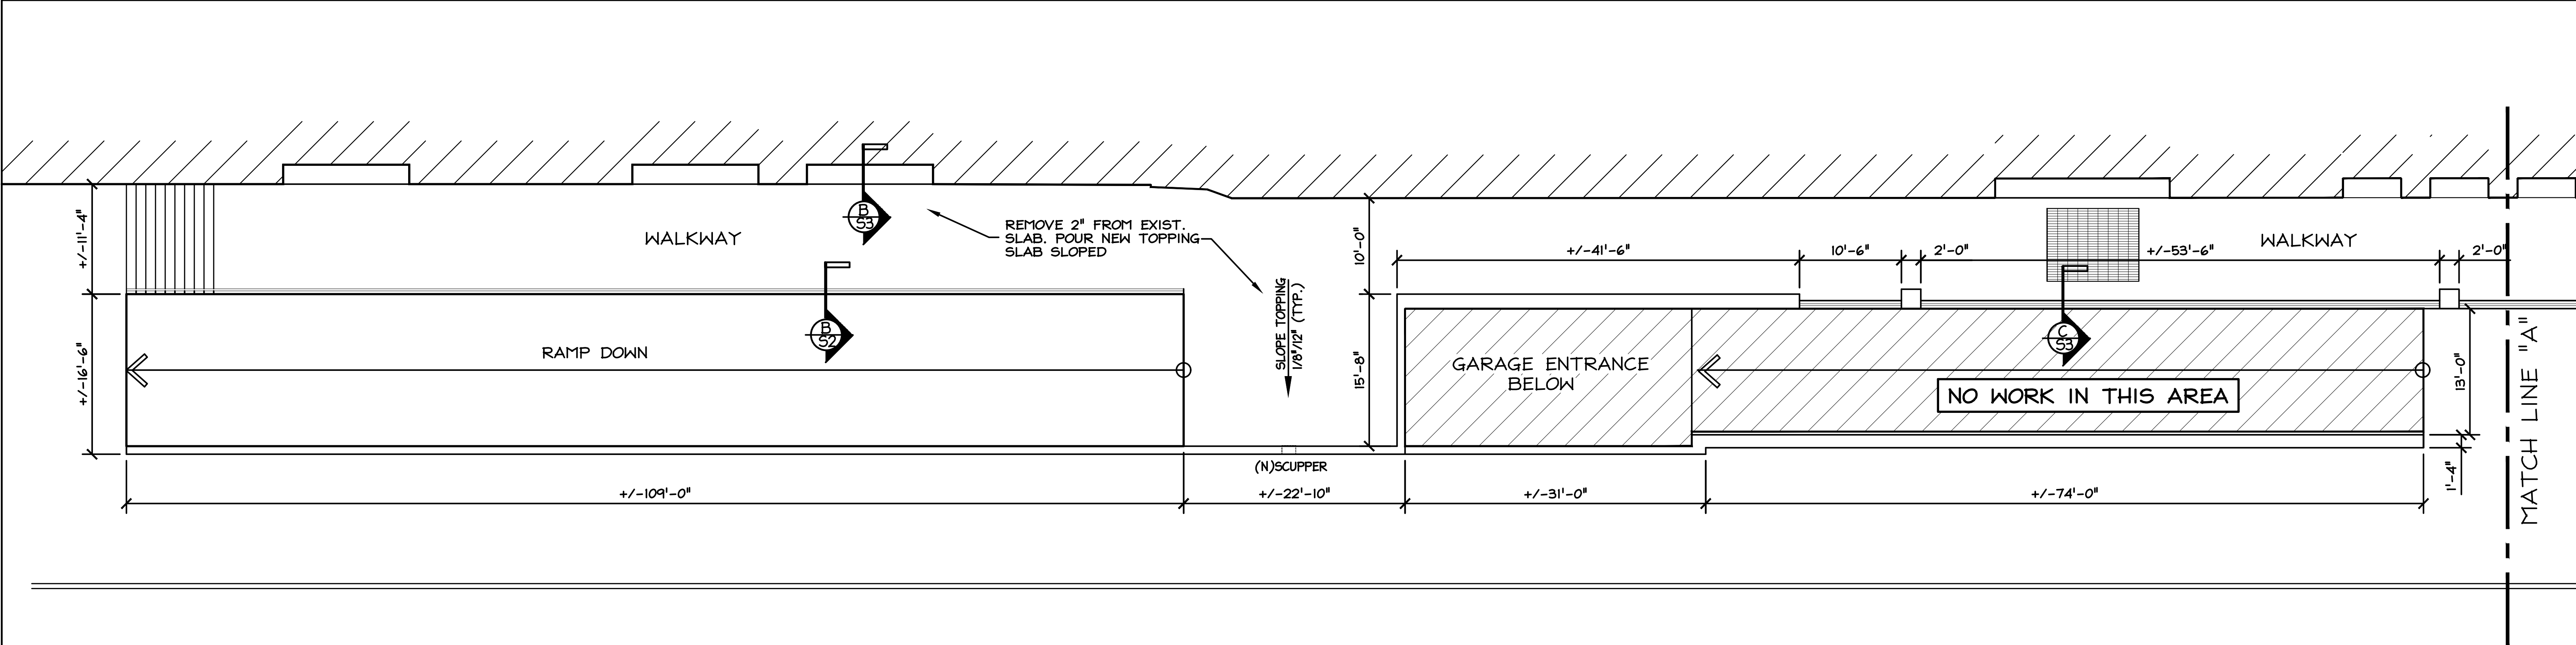 +/-11'-4"
WALKWAY
B
S3
REMOVE 2" FROM EXIST.
SLAB. POUR NEW TOPPING
SLAB SLOPED
10'-0"
+/-41'-6"
10'-6"
2'-0"
+/-53'-6"
WALKWAY
2'-0"
+/-16'-6"
RAMP DOWN
B
S2
SLOPE TOPPING
1/8"/12" (TYP.)
15'-8"
GARAGE ENTRANCE
BELOW
C
S3
NO WORK IN THIS AREA
13'-0"
MATCH LINE "A"
(N)SCUPPER
1'-4"
+/-109'-0"
+/-22'-10"
+/-31'-0"
+/-74'-0"